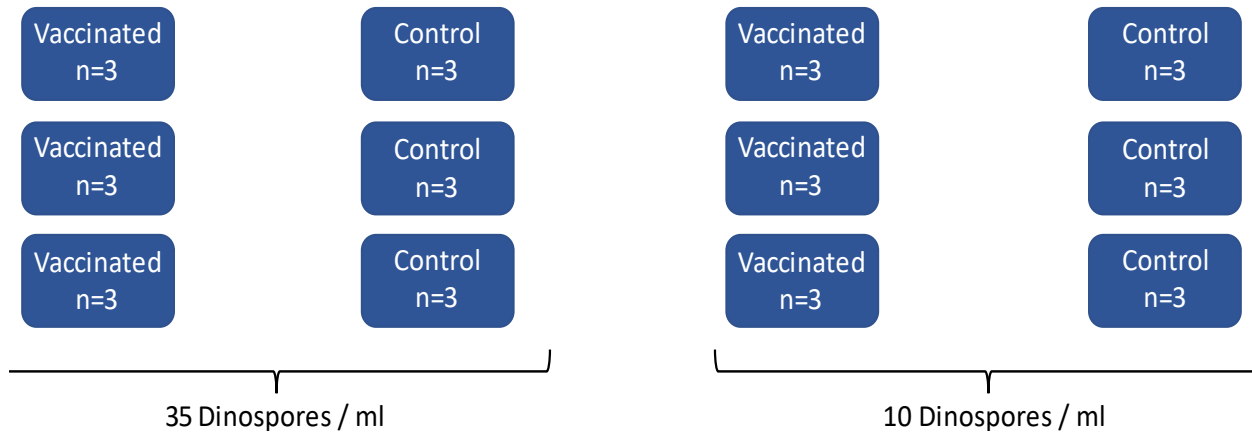 Vaccinated
n=3
Control
n=3
Vaccinated
n=3
Control
n=3
Vaccinated
n=3
Control
n=3
Vaccinated
n=3
Control
n=3
Vaccinated
n=3
Control
n=3
Vaccinated
n=3
Control
n=3
35 Dinospores / ml
10 Dinospores / ml